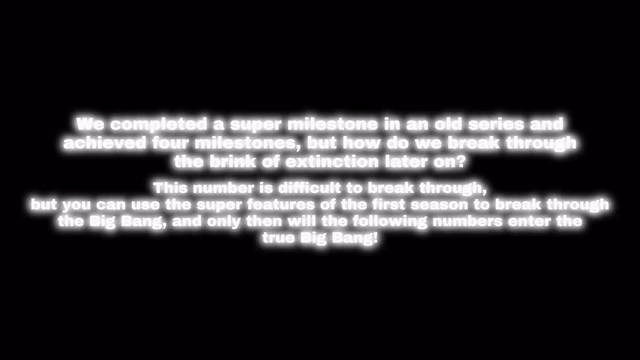 We completed a super milestone in an old series and
achieved four milestones, but how do we break through
the brink of extinction later on?
This number is difficult to break through,
but you can use the super features of the first season to break through
the Big Bang, and only then will the following numbers enter the
true Big Bang!